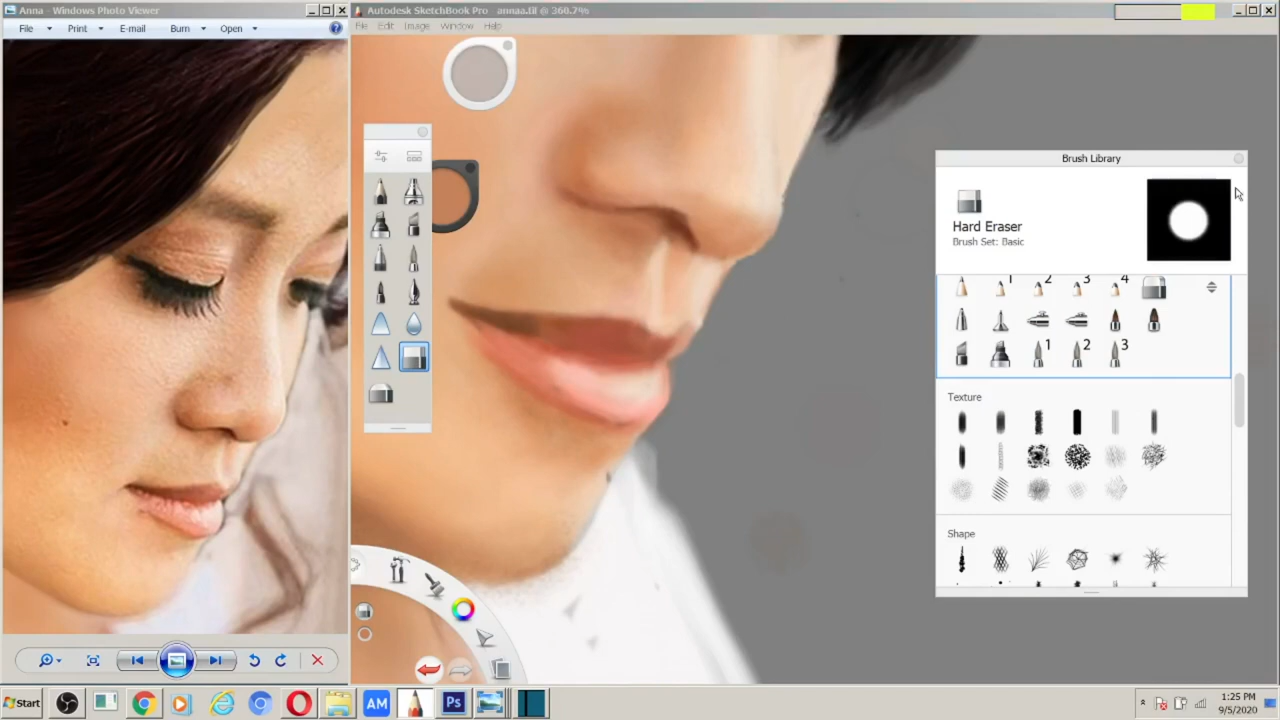 Anna - Windows Photo Viewer
File Print E-mail Burn Open
Autodesk SketchBook Pro - annaa.tif @ 360.7%
File Edit Image Window Help
Brush Library
Hard Eraser
Brush Set: Basic
1 2 3 4
1 2 3
Texture
Shape
Start
AM
Ps
1:25 PM
9/5/2020